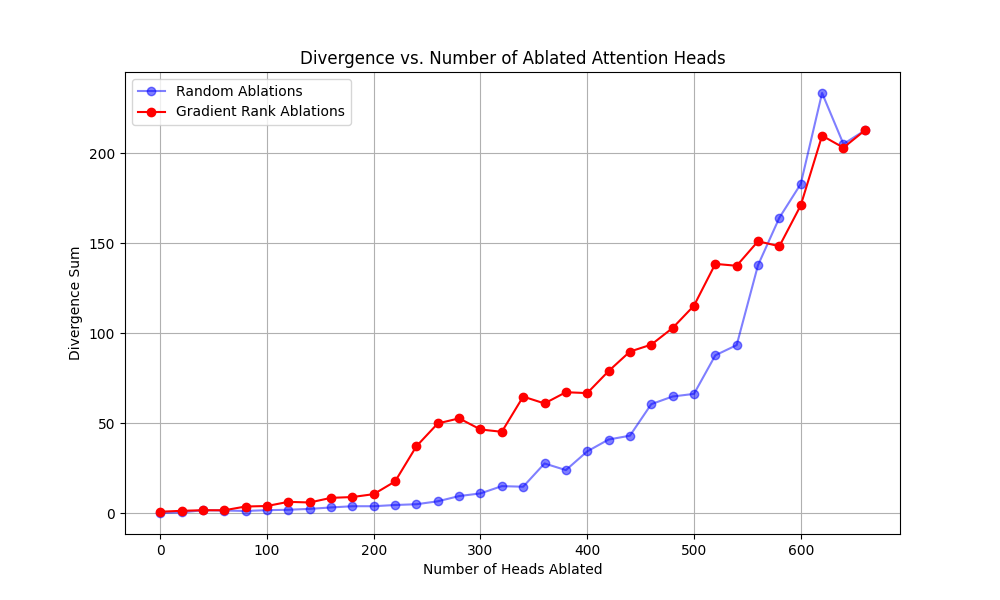 Divergence vs. Number of Ablated Attention Heads
Random Ablations
Gradient Rank Ablations
Divergence Sum
200
150
100
50
0
0 100 200 300 400 500 600
Number of Heads Ablated